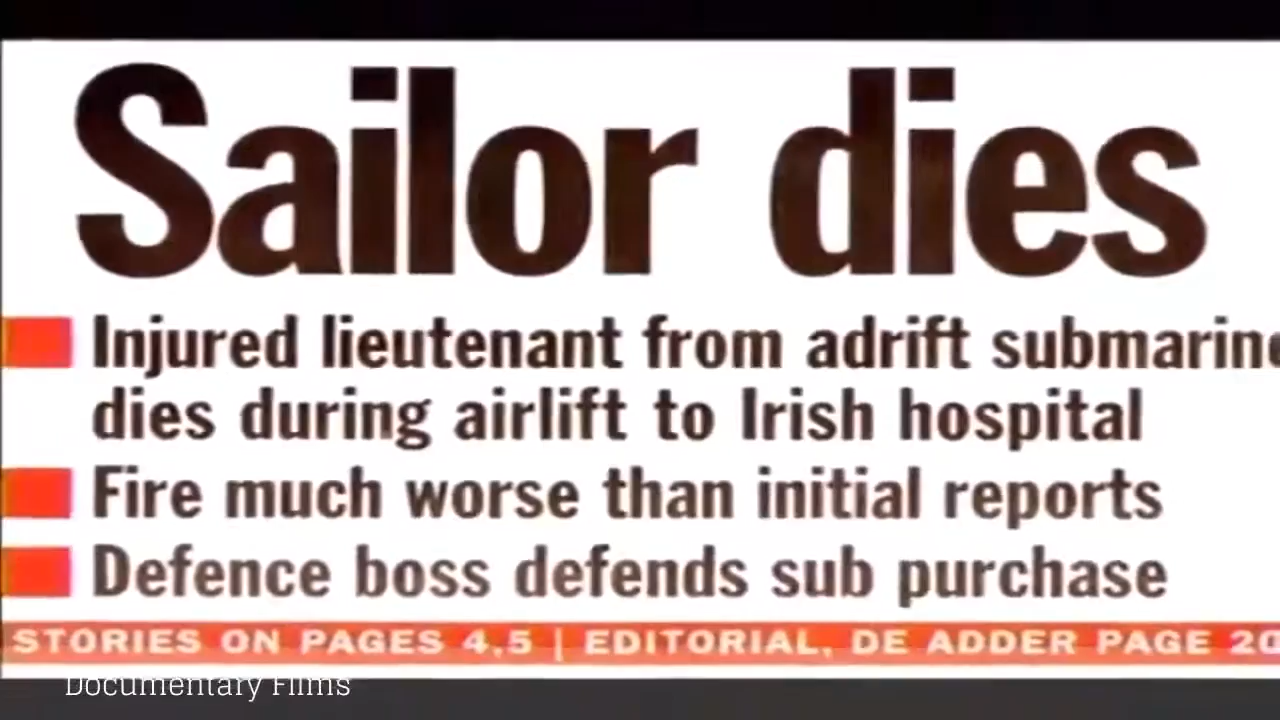 Sailor dies
Injured lieutenant from adrift submarine
dies during airlift to Irish hospital
Fire much worse than initial reports
Defence boss defends sub purchase
STORIES ON PAGES 4,5 | EDITORIAL, DE ADDER PAGE 20
Documentary Films